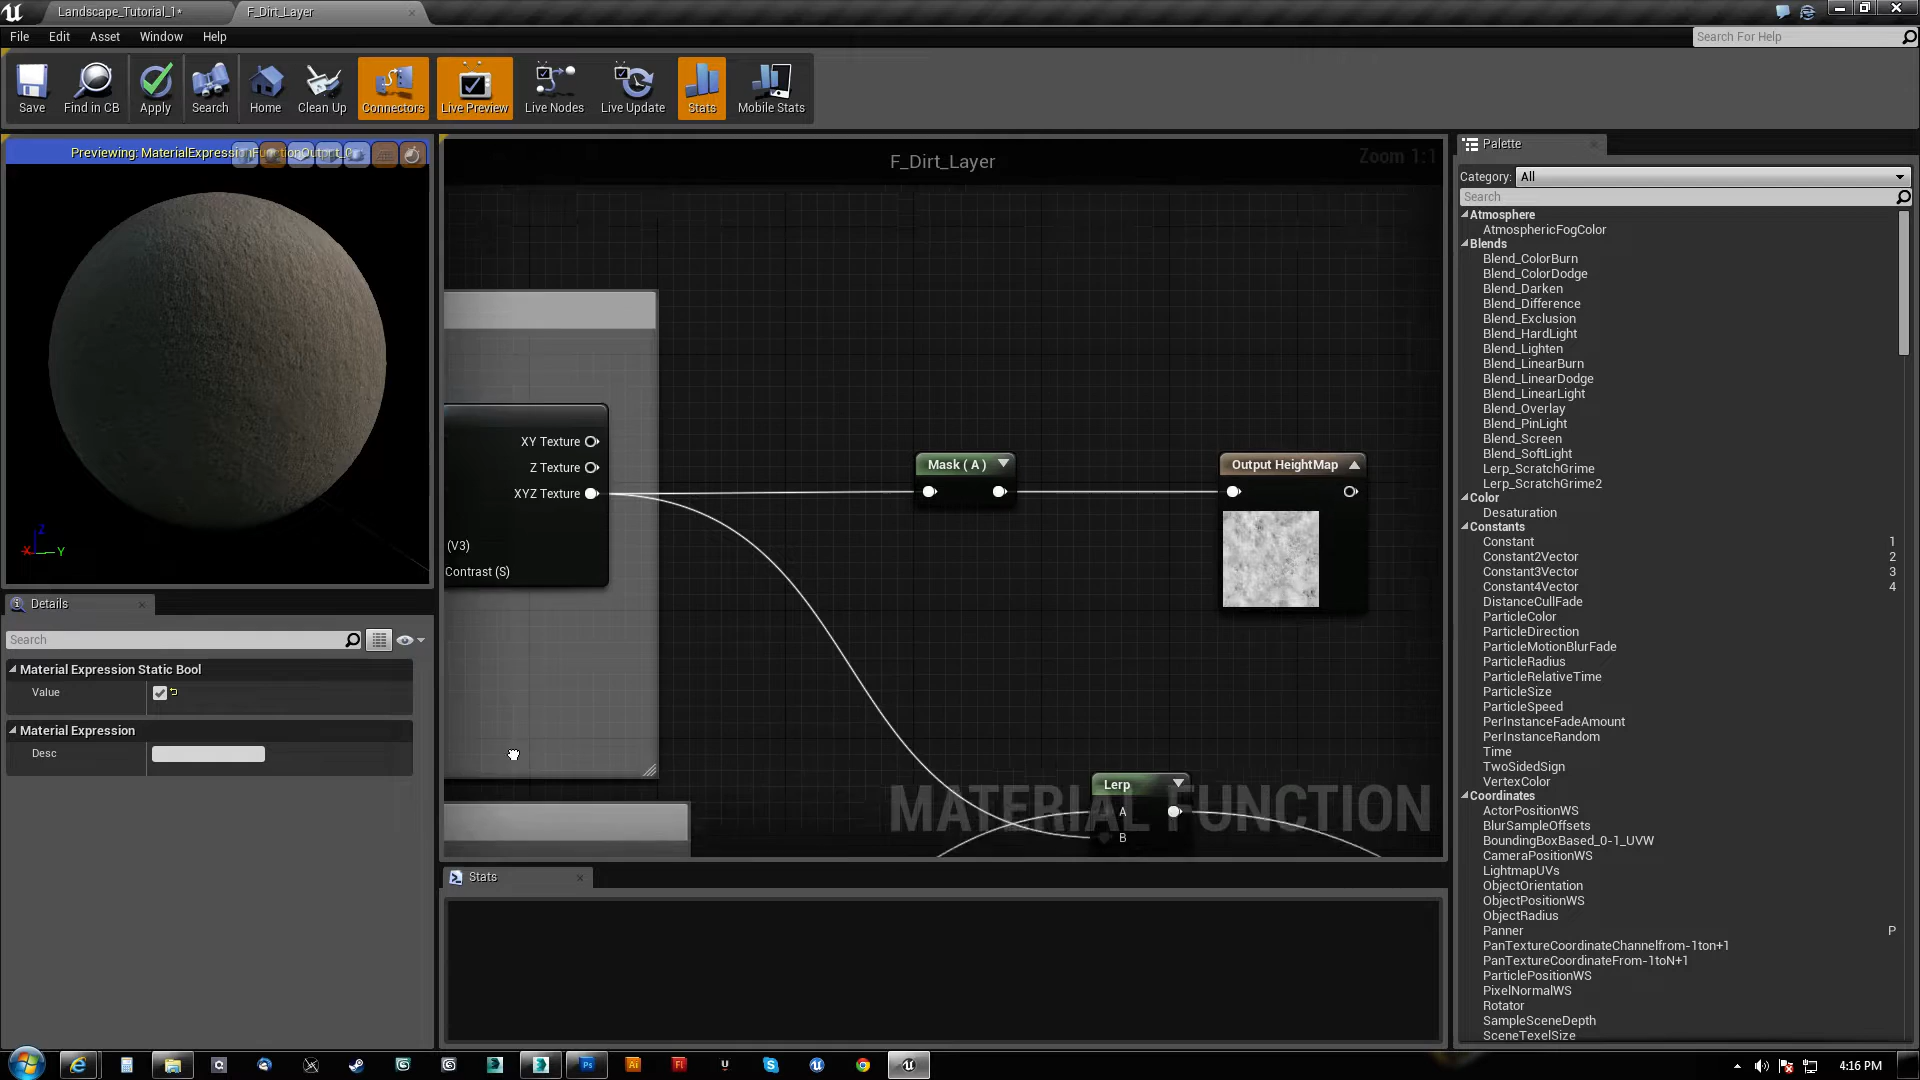 Landscape_Tutorial_1*
F_Dirt_Layer
File
Edit
Asset
Window
Help
Search For Help
Save
Find in CB
Apply
Search
Home
Clean Up
Connectors
Live Preview
Live Nodes
Live Update
Stats
Mobile Stats
Previewing: MaterialExpressionFunctionOutput_0
X
Y
Z
Details
Search
Material Expression Static Bool
Value
Material Expression
Desc
F_Dirt_Layer
Zoom 1:1
XY Texture
Z Texture
XYZ Texture
(V3)
Contrast (S)
Mask ( A )
Output HeightMap
Lerp
A
B
MATERIAL FUNCTION
Stats
Palette
Category: All
Search
Atmosphere
AtmosphericFogColor
Blends
Blend_ColorBurn
Blend_ColorDodge
Blend_Darken
Blend_Difference
Blend_Exclusion
Blend_HardLight
Blend_Lighten
Blend_LinearBurn
Blend_LinearDodge
Blend_LinearLight
Blend_Overlay
Blend_PinLight
Blend_Screen
Blend_SoftLight
Lerp_ScratchGrime
Lerp_ScratchGrime2
Color
Desaturation
Constants
Constant 1
Constant2Vector 2
Constant3Vector 3
Constant4Vector 4
DistanceCullFade
ParticleColor
ParticleDirection
ParticleMotionBlurFade
ParticleRadius
ParticleRelativeTime
ParticleSize
ParticleSpeed
PerInstanceFadeAmount
PerInstanceRandom
Time
TwoSidedSign
VertexColor
Coordinates
ActorPositionWS
BlurSampleOffsets
BoundingBoxBased_0-1_UVW
CameraPositionWS
LightmapUVs
ObjectOrientation
ObjectPositionWS
ObjectRadius
Panner P
PanTextureCoordinateChannelfrom-1ton+1
PanTextureCoordinateFrom-1toN+1
ParticlePositionWS
PixelNormalWS
Rotator
SampleSceneDepth
SceneTexelSize
Ps
Ai
Fl
4:16 PM